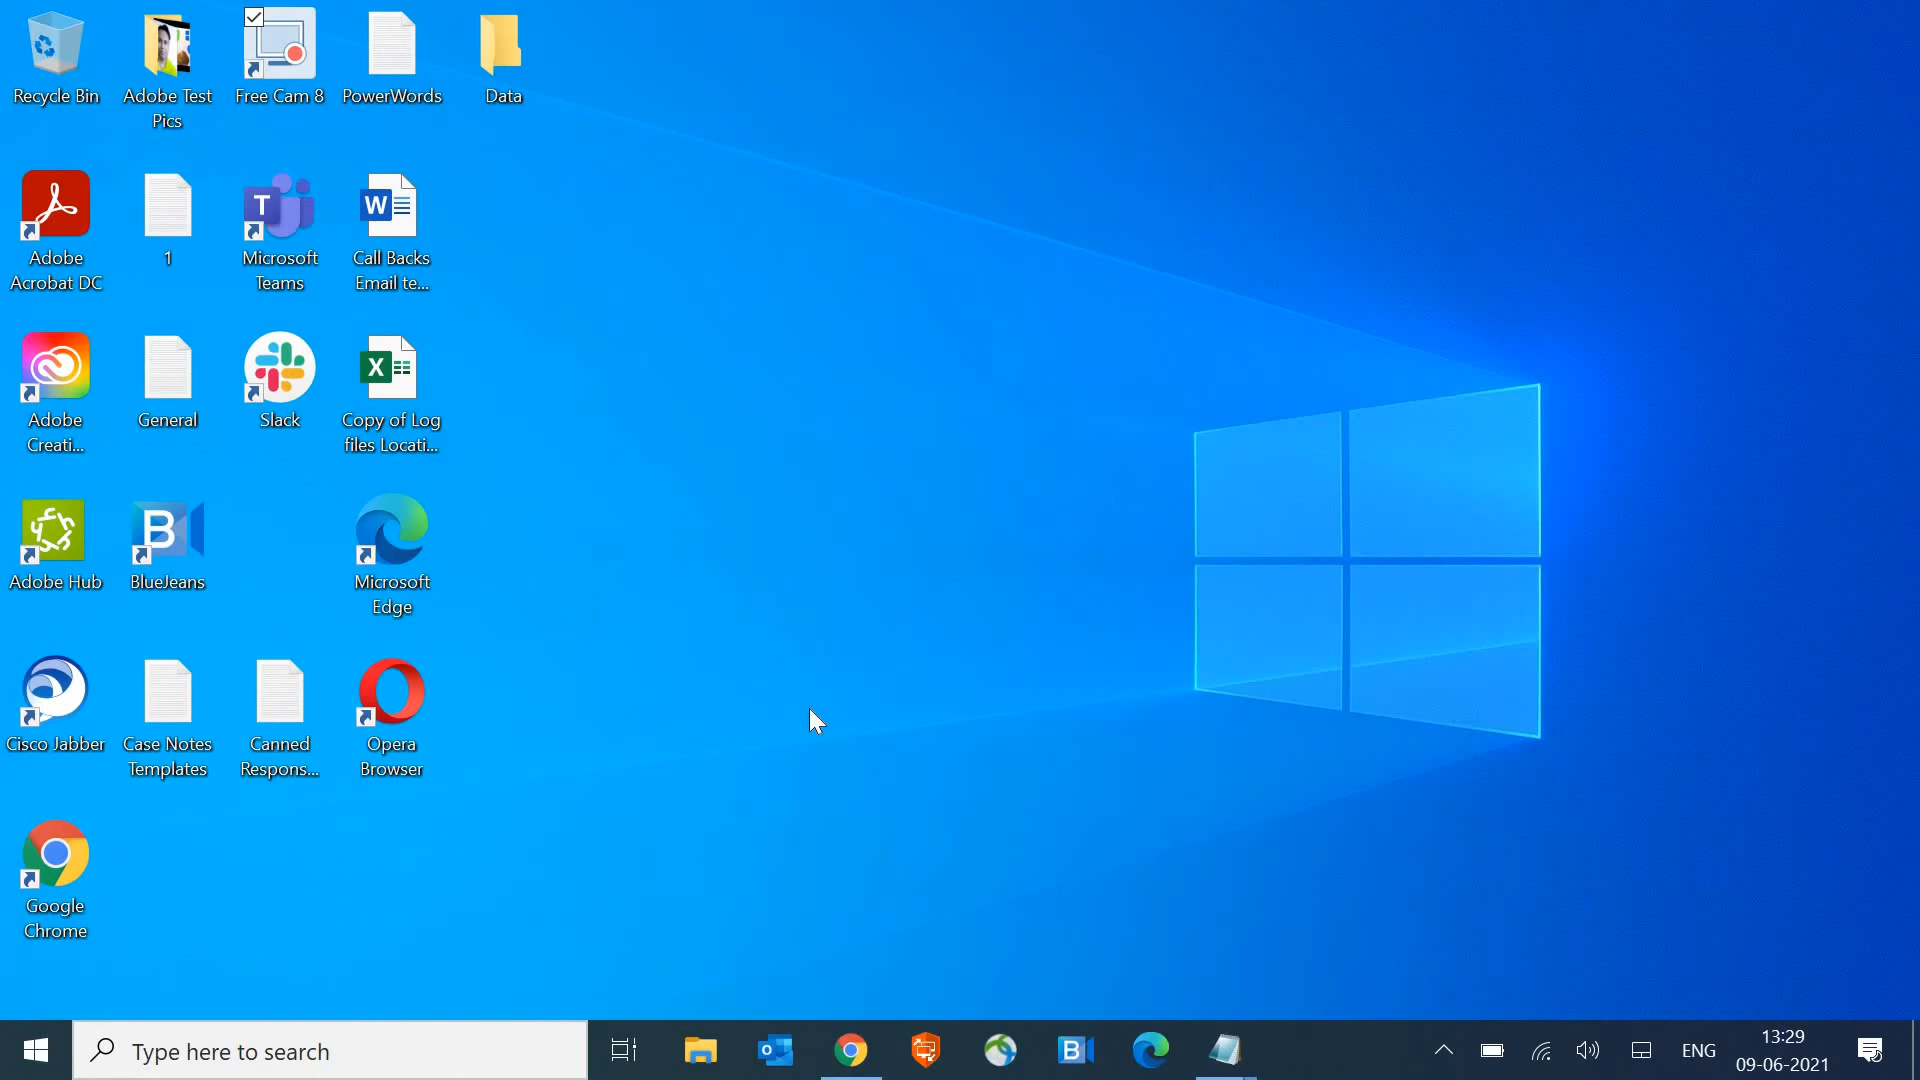 Recycle Bin
Adobe Test
Pics
Free Cam 8
PowerWords
Data
Adobe
Acrobat DC
1
Microsoft
Teams
Call Backs
Email te...
Adobe
Creati...
General
Slack
Copy of Log
files Locati...
Adobe Hub
BlueJeans
Microsoft
Edge
Cisco Jabber
Case Notes
Templates
Canned
Respons...
Opera
Browser
Google
Chrome
Type here to search
ENG
13:29
09-06-2021